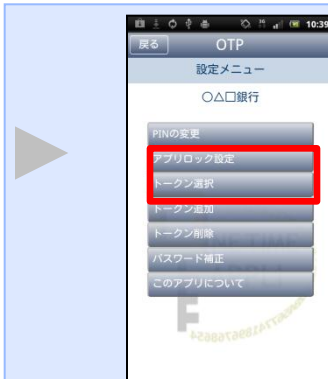 10:39
戻る OTP
設定メニュー
○△□銀行
PINの変更
アプリロック設定
トークン選択
トークン追加
トークン削除
パスワード補正
このアプリについて